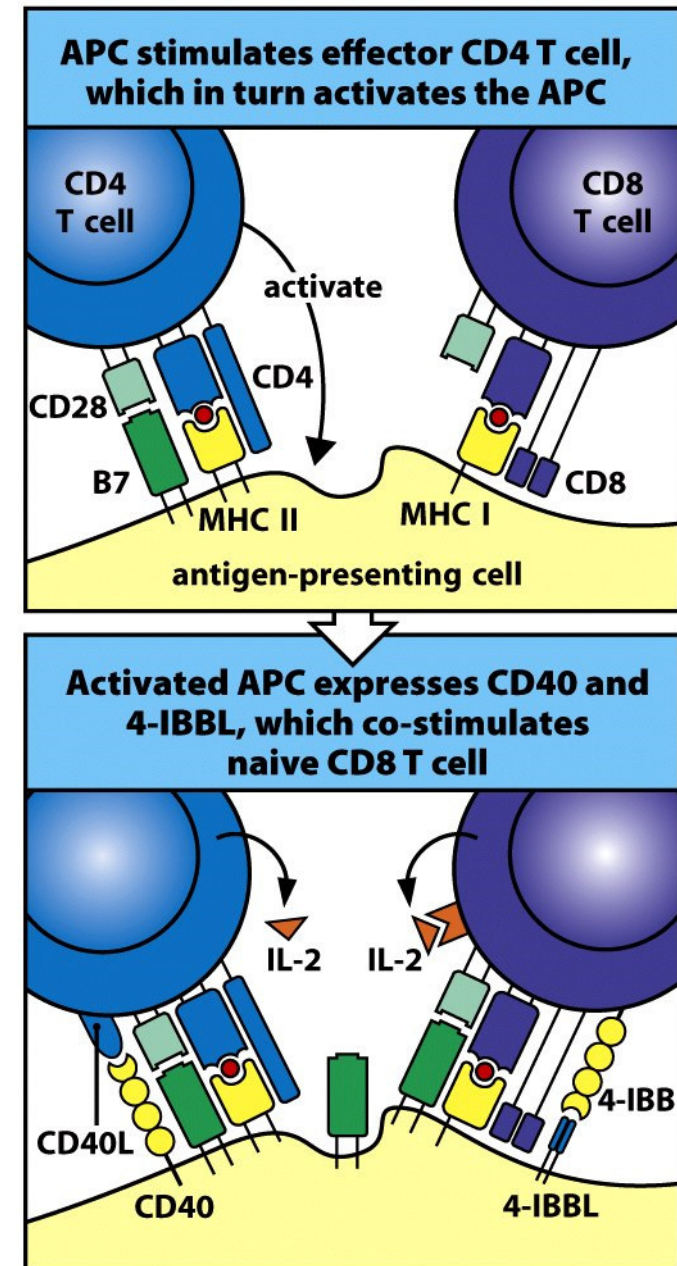 APC stimulates effector CD4 T cell,
which in turn activates the APC
CD4
T cell
CD8
T cell
activate
CD28
CD4
B7
MHC II
MHC I
CD8
antigen-presenting cell
Activated APC expresses CD40 and
4-IBBL, which co-stimulates
naive CD8 T cell
IL-2
IL-2
CD40L
4-IBB
CD40
4-IBBL